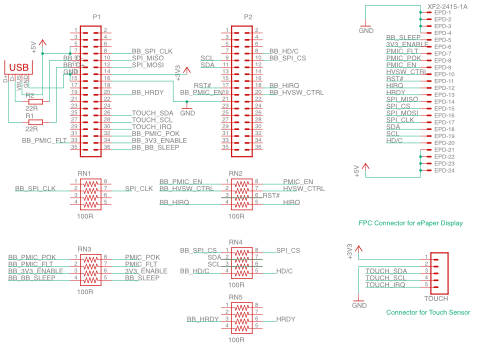 P1
P2
XF2-2415-1A
+5V
USB
D+
D-
VBUS
GND
R2
22R
R1
22R
BB_SPI_CLK
SPI_MISO
SPI_MOSI
+3V3
BB_HRDY
TOUCH_SDA
TOUCH_SCL
TOUCH_IRQ
BB_PMIC_POK
BB_3V3_ENABLE
BB_BB_SLEEP
BB_PMIC_FLT
GND
SCL
SDA
RST#
BB_PMIC_EN
BB_HD/C
BB_SPI_CS
BB_HIRQ
BB_HVSW_CTRL
GND
EPD-1
EPD-2
EPD-3
EPD-4
BB_SLEEP EPD-5
3V3_ENABLE EPD-6
PMIC_FLT EPD-7
PMIC_POK EPD-8
PMIC_EN EPD-9
HVSW_CTRL EPD-10
RST# EPD-11
HIRQ EPD-12
HRDY EPD-13
SPI_MISO EPD-14
SPI_CS EPD-15
SPI_MOSI EPD-16
SPI_CLK EPD-17
SDA EPD-18
SCL EPD-19
HD/C EPD-20
EPD-21
EPD-22
EPD-23
EPD-24
+5V
RN1
BB_SPI_CLK
SPI_CLK
100R
RN2
BB_PMIC_EN PMIC_EN
BB_HVSW_CTRL HVSW_CTRL
RST#
BB_HIRQ HIRQ
100R
FPC Connector for ePaper Display
RN3
BB_PMIC_POK PMIC_POK
BB_PMIC_FLT PMIC_FLT
BB_3V3_ENABLE 3V3_ENABLE
BB_BB_SLEEP BB_SLEEP
100R
RN4
BB_SPI_CS SPI_CS
SDA
SCL
BB_HD/C HD/C
100R
+3V3
TOUCH_SDA
TOUCH_SCL
TOUCH_IRQ
GND
1
2
3
4
5
TOUCH
Connector for Touch Sensor
RN5
BB_HRDY HRDY
100R